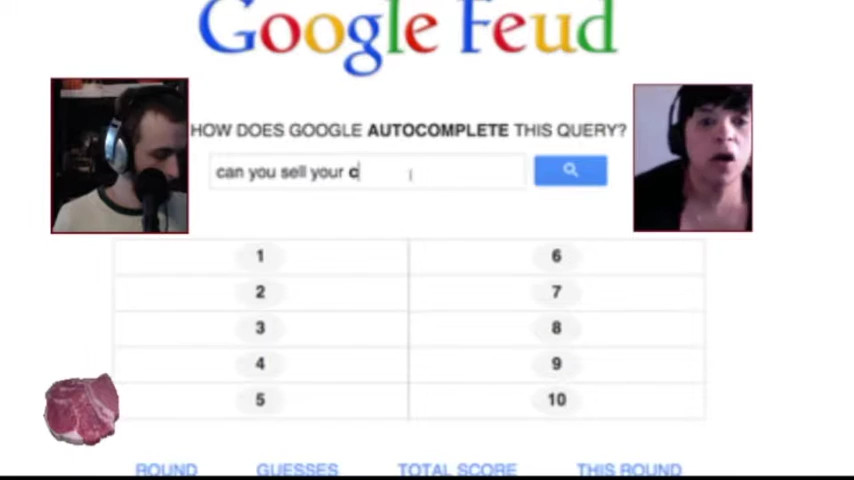 Google Feud
HOW DOES GOOGLE AUTOCOMPLETE THIS QUERY?
can you sell your c
1 6
2 7
3 8
4 9
5 10
ROUND GUESSES TOTAL SCORE THIS ROUND